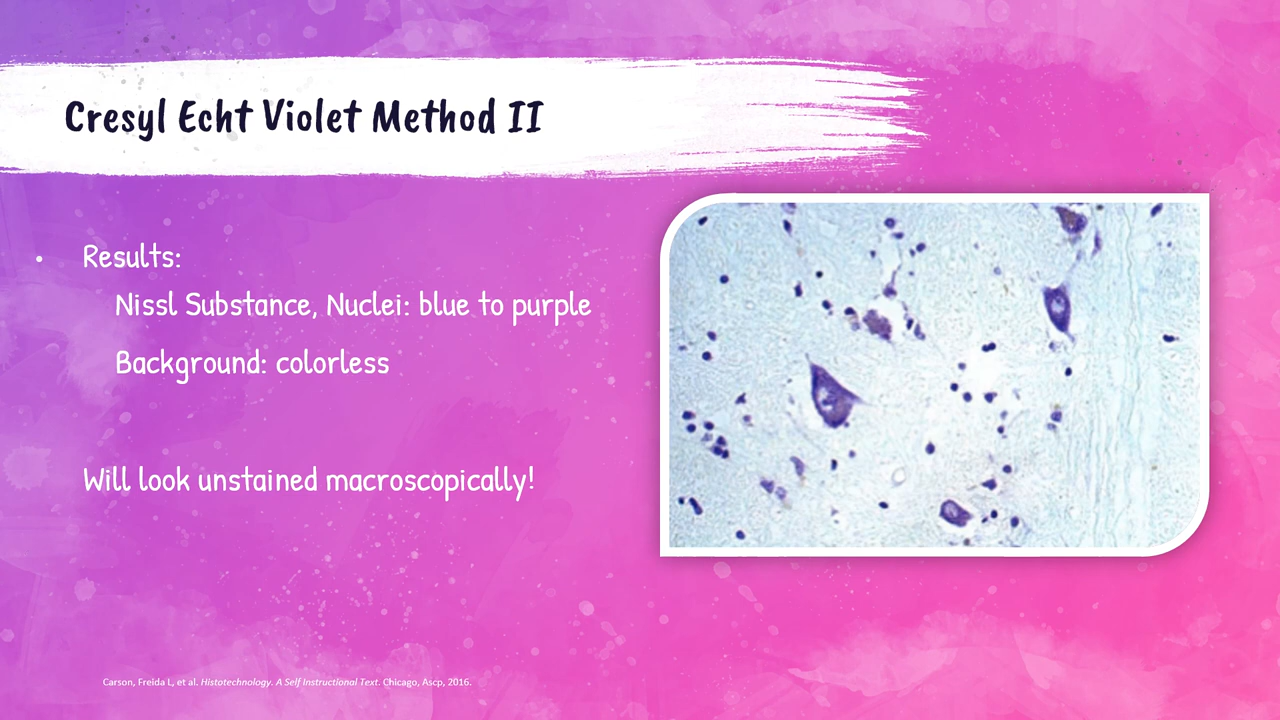 Cresyl Echt Violet Method II
• Results:
Nissl Substance, Nuclei: blue to purple
Background: colorless
Will look unstained macroscopically!
Carson, Freida L, et al. Histotechnology. A Self Instructional Text. Chicago, Ascp, 2016.